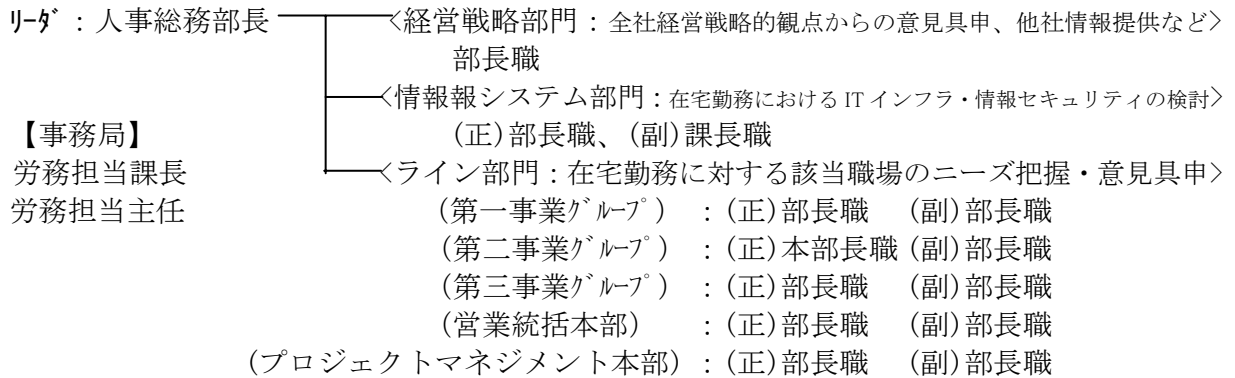 ﾘｰﾀﾞ：人事総務部長 <経営戦略部門：全社経営戦略的観点からの意見具申、他社情報提供など>
部長職
<情報報システム部門：在宅勤務におけるITインフラ・情報セキュリティの検討>
【事務局】 (正)部長職、(副)課長職
労務担当課長 <ライン部門：在宅勤務に対する該当職場のニーズ把握・意見具申>
労務担当主任 (第一事業ｸﾞﾙｰﾌﾟ) ：(正)部長職 (副)部長職
(第二事業ｸﾞﾙｰﾌﾟ) ：(正)本部長職 (副)部長職
(第三事業ｸﾞﾙｰﾌﾟ) ：(正)部長職 (副)部長職
(営業統括本部) ：(正)部長職 (副)部長職
(プロジェクトマネジメント本部)：(正)部長職 (副)部長職